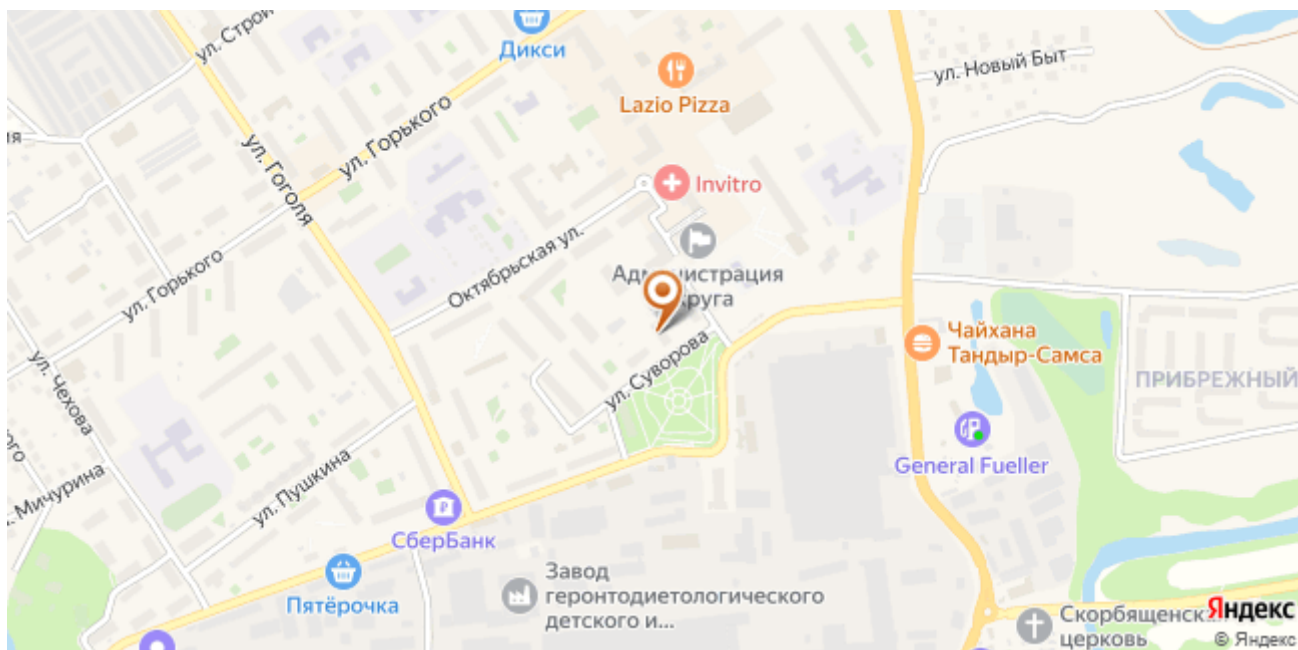 ул. Строи
Дикси
ул. Новый Быт
Lazio Pizza
ул. Горького
ия
ул. Гоголя
Invitro
Октябрьская ул.
Администрация
округа
ул. Горького
ул. Суворова
Чайхана
Тандыр-Самса
ПРИБРЕЖНЫЙ
ул. Чехова
General Fueller
ого
ул. Мичурина
ул. Пушкина
СберБанк
Завод
геронтодиетологического
детского и...
Пятёрочка
Скорбященск
церковь
Яндекс
© Яндекс